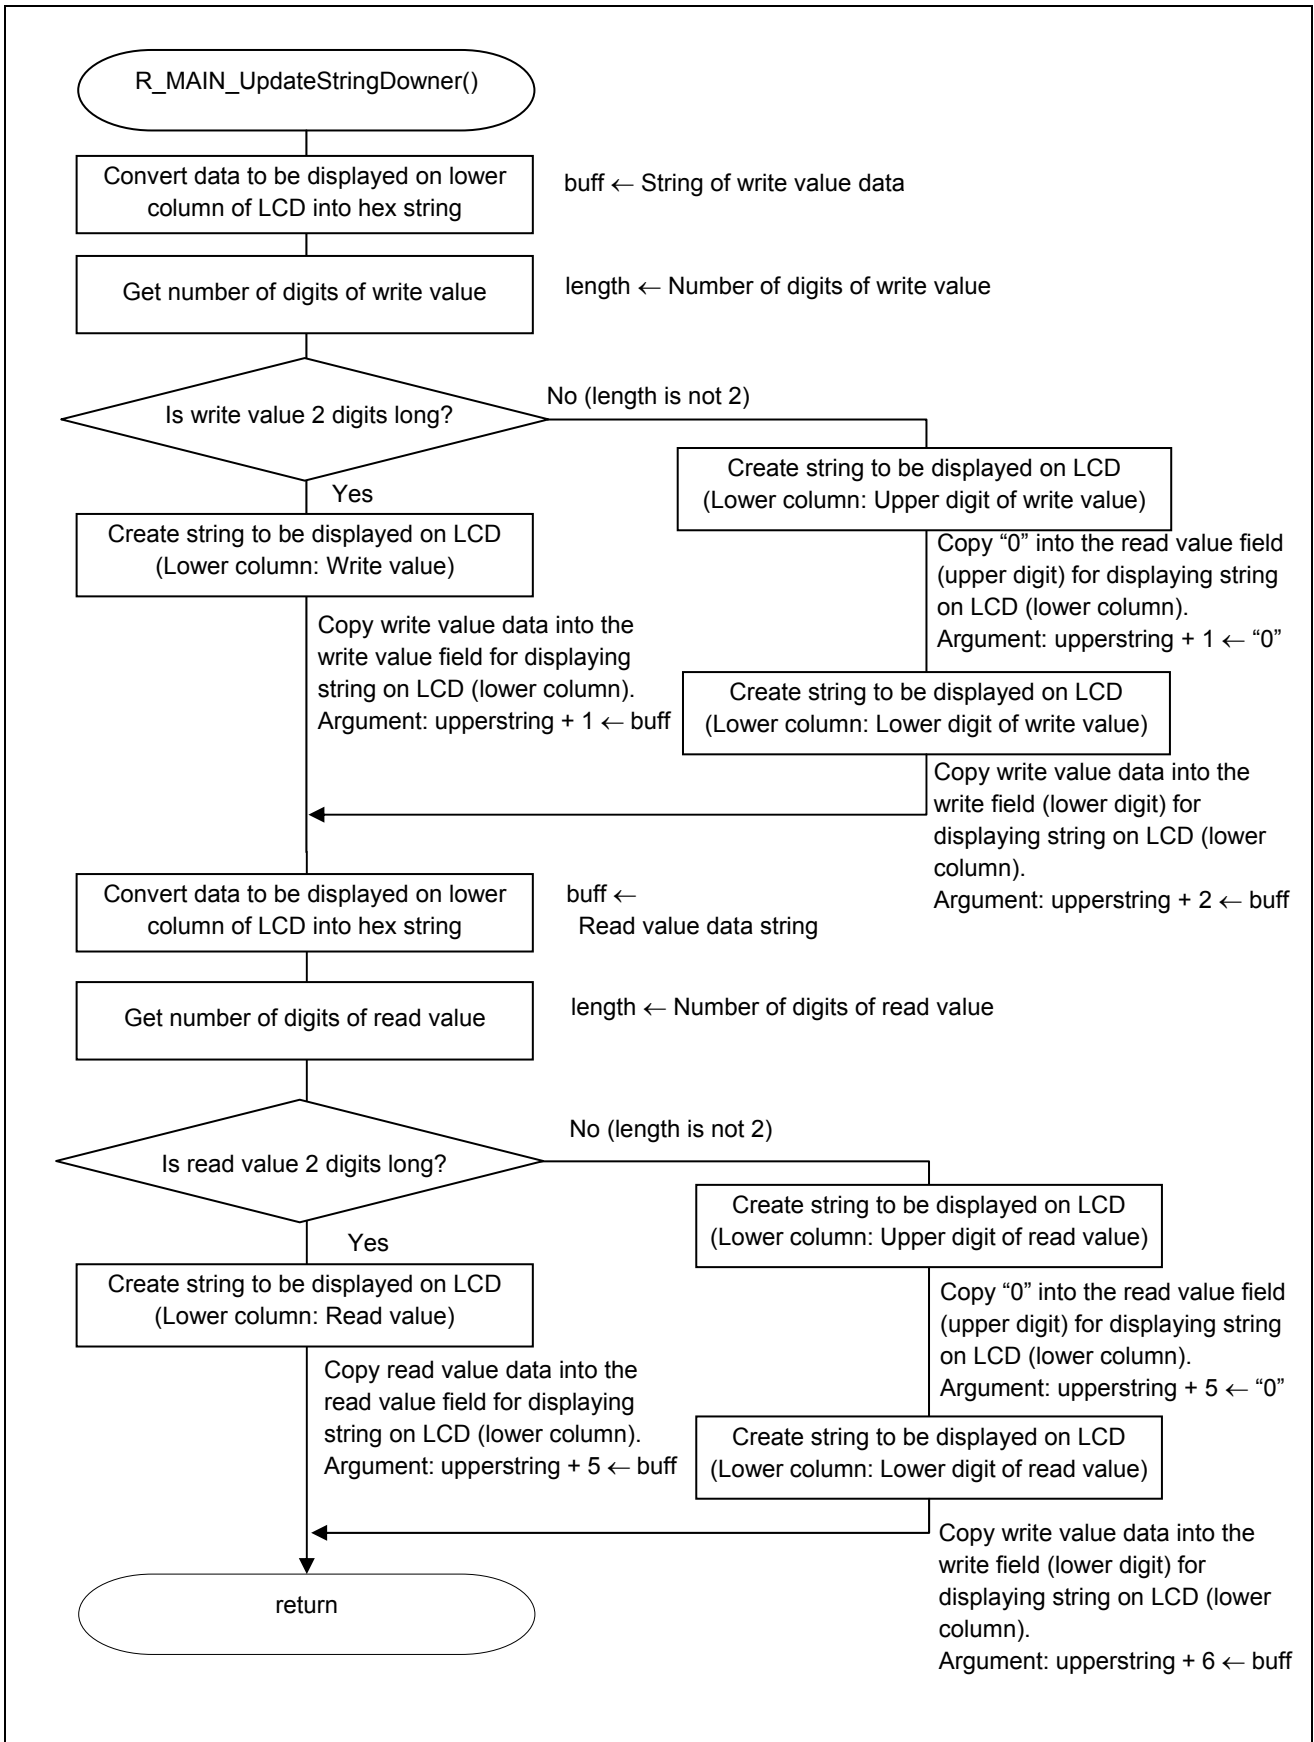 R_MAIN_UpdateStringDowner()
Convert data to be displayed on lower
column of LCD into hex string
buff ← String of write value data
Get number of digits of write value
length ← Number of digits of write value
Is write value 2 digits long?
No (length is not 2)
Yes
Create string to be displayed on LCD
(Lower column: Write value)
Copy write value data into the
write value field for displaying
string on LCD (lower column).
Argument: upperstring + 1 ← buff
Create string to be displayed on LCD
(Lower column: Upper digit of write value)
Copy “0” into the read value field
(upper digit) for displaying string
on LCD (lower column).
Argument: upperstring + 1 ← “0”
Create string to be displayed on LCD
(Lower column: Lower digit of write value)
Copy write value data into the
write field (lower digit) for
displaying string on LCD (lower
column).
Argument: upperstring + 2 ← buff
Convert data to be displayed on lower
column of LCD into hex string
buff ←
Read value data string
Get number of digits of read value
length ← Number of digits of read value
Is read value 2 digits long?
No (length is not 2)
Yes
Create string to be displayed on LCD
(Lower column: Read value)
Copy read value data into the
read value field for displaying
string on LCD (lower column).
Argument: upperstring + 5 ← buff
Create string to be displayed on LCD
(Lower column: Upper digit of read value)
Copy “0” into the read value field
(upper digit) for displaying string
on LCD (lower column).
Argument: upperstring + 5 ← “0”
Create string to be displayed on LCD
(Lower column: Lower digit of read value)
Copy write value data into the
write field (lower digit) for
displaying string on LCD (lower
column).
Argument: upperstring + 6 ← buff
return